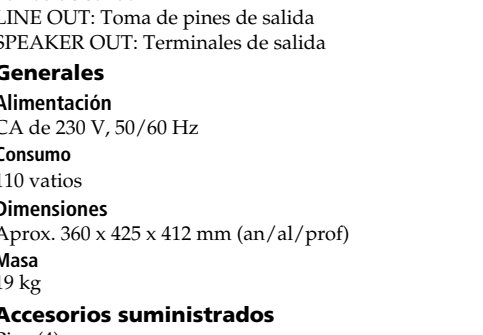 LINE OUT: Toma de pines de salida
SPEAKER OUT: Terminales de salida
Generales
Alimentación
CA de 230 V, 50/60 Hz
Consumo
110 vatios
Dimensiones
Aprox. 360 x 425 x 412 mm (an/al/prof)
Masa
19 kg
Accesorios suministrados